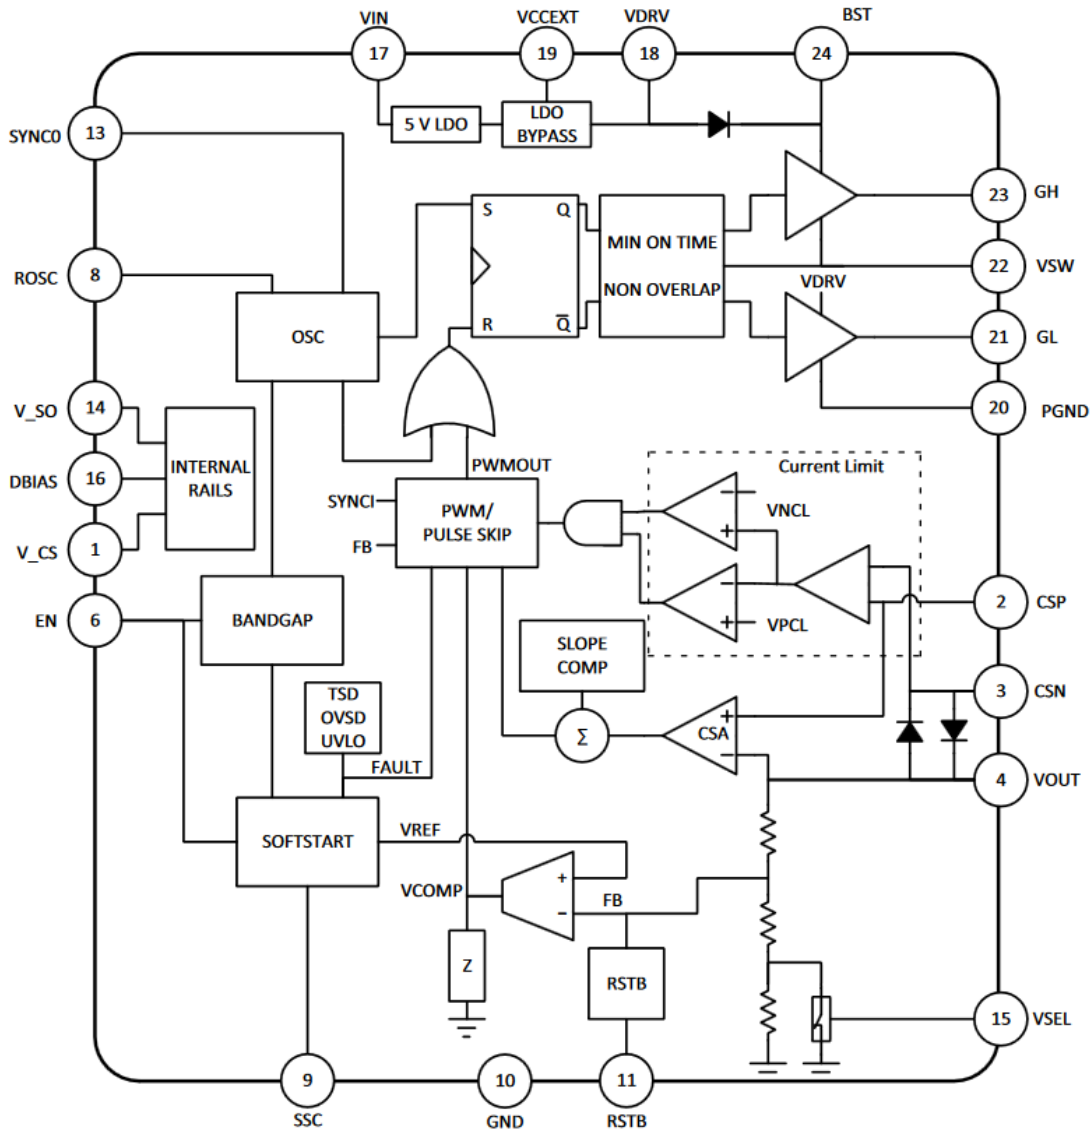 VIN
VCCEXT
VDRV
BST
17
19
18
24
SYNC0
13
5 V LDO
LDO
BYPASS
S
Q
MIN ON TIME
NON OVERLAP
23
GH
ROSC
8
22
VSW
VDRV
OSC
R
Q̅
21
GL
V_SO
14
20
PGND
INTERNAL
RAILS
DBIAS
16
PWMOUT
Current Limit
SYNCI
PWM/
PULSE SKIP
−
VNCL
+
V_CS
1
FB
EN
6
BANDGAP
−
VPCL
+
2
CSP
SLOPE
COMP
TSD
OVSD
UVLO
3
CSN
Σ
CSA
+
−
FAULT
4
VOUT
SOFTSTART
VREF
VCOMP
+
−
FB
Z
RSTB
15
VSEL
9
10
11
SSC
GND
RSTB